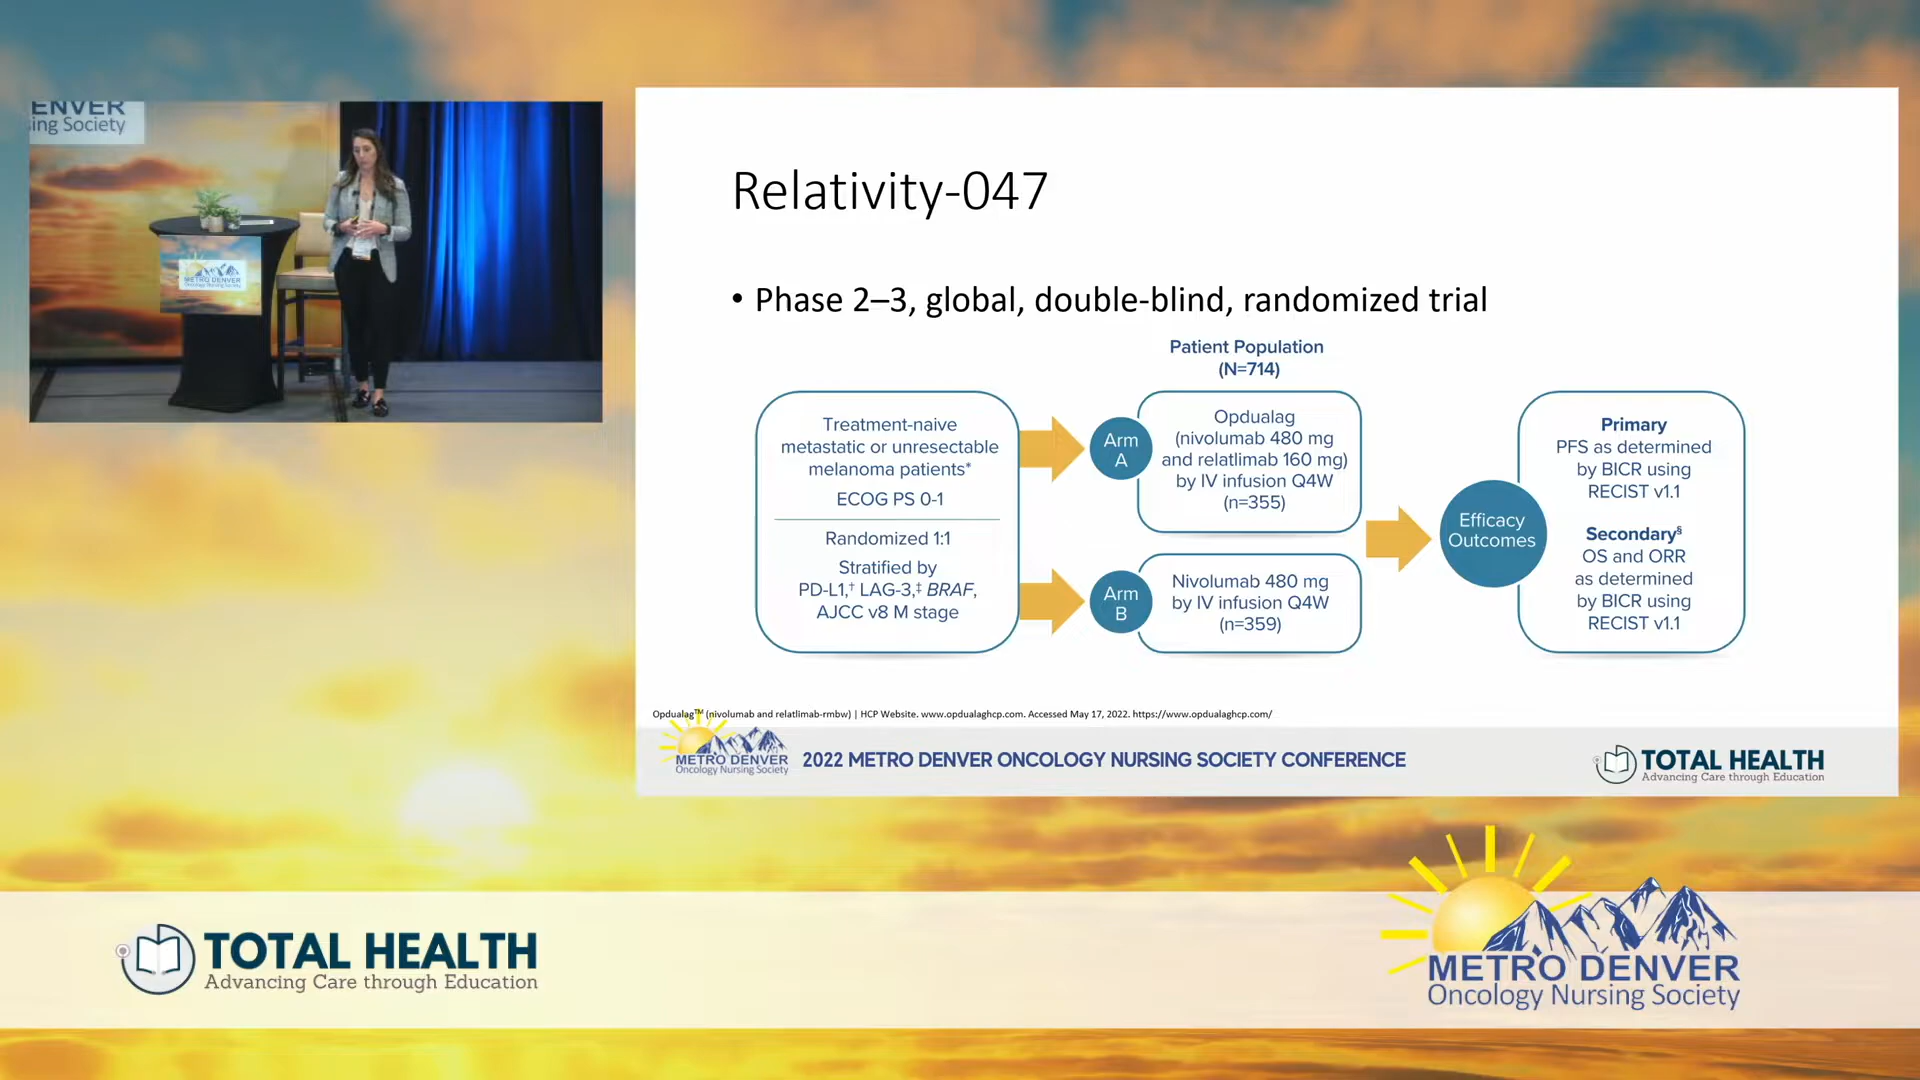 ENVER
ing Society
METRO DENVER
Oncology Nursing Society
Relativity-047
• Phase 2–3, global, double-blind, randomized trial
Patient Population
(N=714)
Treatment-naive
metastatic or unresectable
melanoma patients*
ECOG PS 0-1
Randomized 1:1
Stratified by
PD-L1,† LAG-3,‡ BRAF,
AJCC v8 M stage
Arm
A
Opdualag
(nivolumab 480 mg
and relatlimab 160 mg)
by IV infusion Q4W
(n=355)
Arm
B
Nivolumab 480 mg
by IV infusion Q4W
(n=359)
Efficacy
Outcomes
Primary
PFS as determined
by BICR using
RECIST v1.1
Secondary§
OS and ORR
as determined
by BICR using
RECIST v1.1
Opdualag™ (nivolumab and relatlimab-rmbw) | HCP Website. www.opdualaghcp.com. Accessed May 17, 2022. https://www.opdualaghcp.com/
METRO DENVER
Oncology Nursing Society
2022 METRO DENVER ONCOLOGY NURSING SOCIETY CONFERENCE
TOTAL HEALTH
Advancing Care through Education
TOTAL HEALTH
Advancing Care through Education
METRO DENVER
Oncology Nursing Society